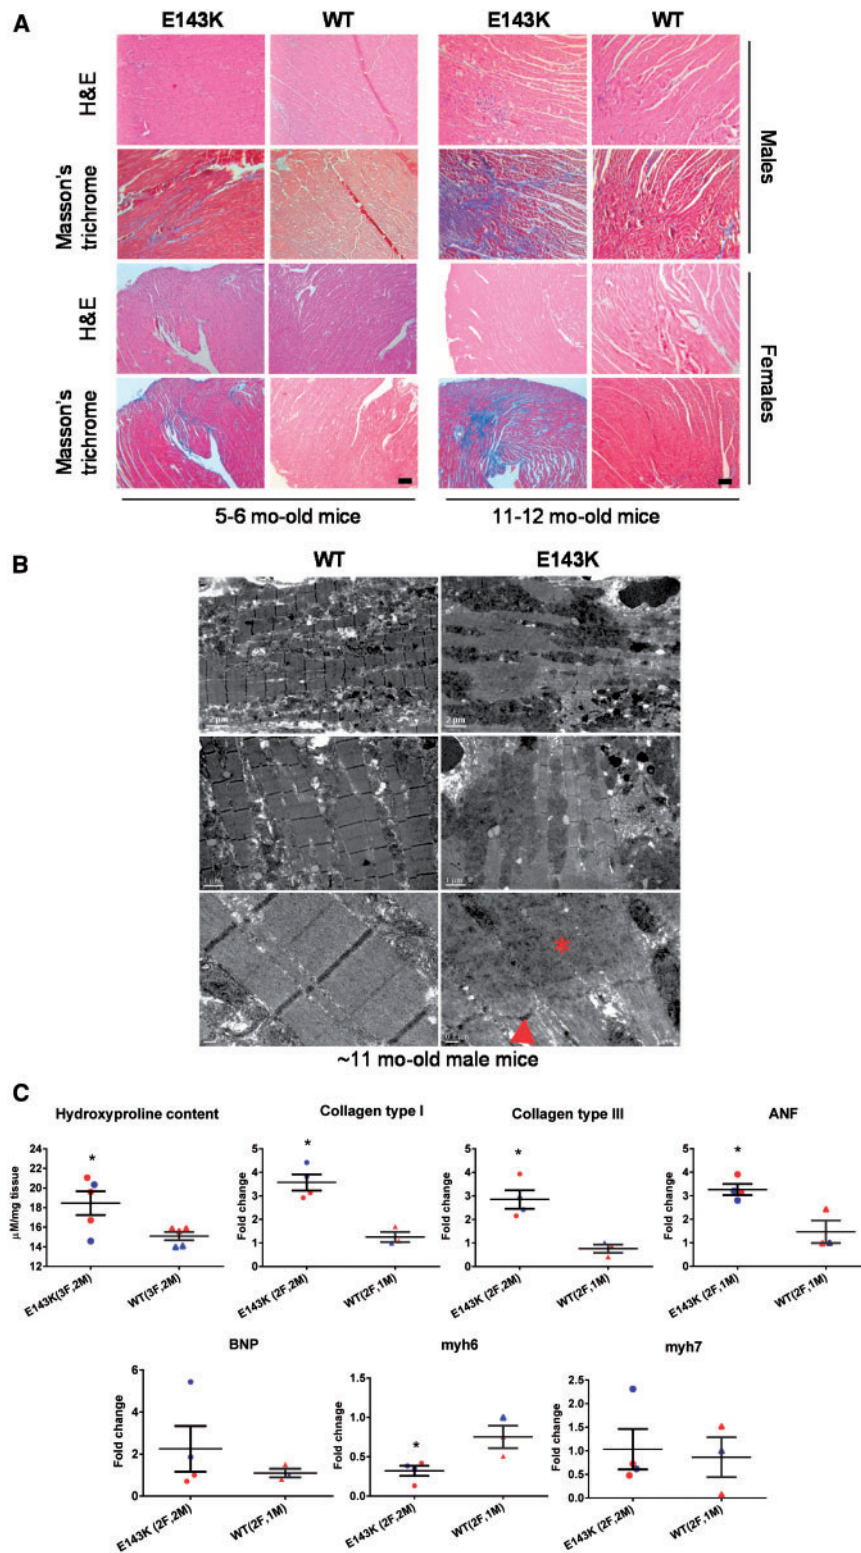 A
E143K WT E143K WT
H&E
Masson's
trichrome
H&E
Masson's
trichrome
Males
Females
5-6 mo-old mice 11-12 mo-old mice
B
WT E143K
2 μm 2 μm
1 μm 1 μm
*
~11 mo-old male mice
C
Hydroxyproline content Collagen type I Collagen type III ANF
μM/mg tissue
24
22
20
18
16
14
12
*
E143K(3F,2M) WT(3F,2M)
Fold change
5
4
3
2
1
0
*
E143K (2F,2M) WT(2F,1M)
Fold change
5
4
3
2
1
0
*
E143K (2F,2M) WT(2F,1M)
Fold change
5
4
3
2
1
0
*
E143K (2F,1M) WT(2F,1M)
BNP myh6 myh7
Fold change
6
4
2
0
E143K (2F,2M) WT(2F,1M)
Fold chnage
1.5
1.0
0.5
0.0
*
E143K (2F,2M) WT(2F,1M)
Fold change
2.5
2.0
1.5
1.0
0.5
0.0
E143K (2F,2M) WT(2F,1M)